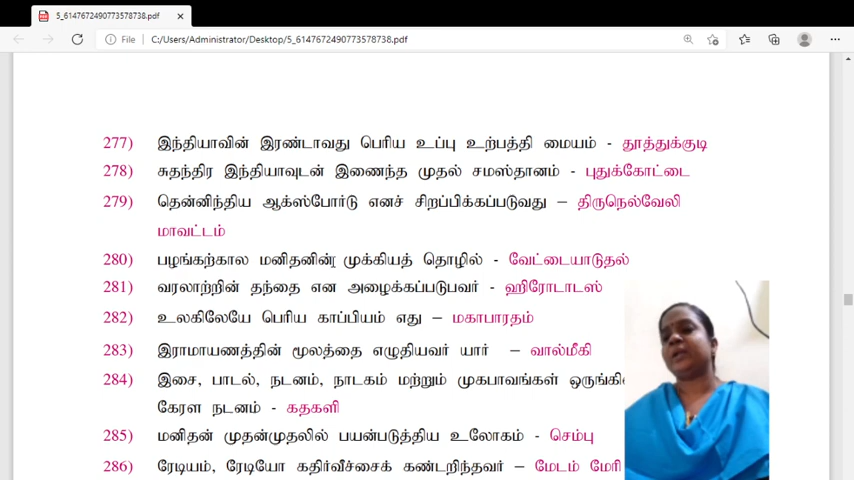 5_6147672490773578738.pdf
File C:/Users/Administrator/Desktop/5_6147672490773578738.pdf
277) இந்தியாவின் இரண்டாவது பெரிய உப்பு உற்பத்தி மையம் - தூத்துக்குடி
278) சுதந்திர இந்தியாவுடன் இணைந்த முதல் சமஸ்தானம் - புதுக்கோட்டை
279) தென்னிந்திய ஆக்ஸ்போர்டு எனச் சிறப்பிக்கப்படுவது – திருநெல்வேலி
மாவட்டம்
280) பழங்கற்கால மனிதனின் முக்கியத் தொழில் - வேட்டையாடுதல்
281) வரலாற்றின் தந்தை என அழைக்கப்படுபவர் - ஹிரோடாடஸ்
282) உலகிலேயே பெரிய காப்பியம் எது – மகாபாரதம்
283) இராமாயணத்தின் மூலத்தை எழுதியவர் யார் – வால்மீகி
284) இசை, பாடல், நடனம், நாடகம் மற்றும் முகபாவங்கள்
கேரள நடனம் - கதகளி
285) மனிதன் முதன்முதலில் பயன்படுத்திய உலோகம் - செம்பு
286) ரேடியம், ரேடியோ கதிர்வீச்சைக் கண்டறிந்தவர் – மேடம் மேரி